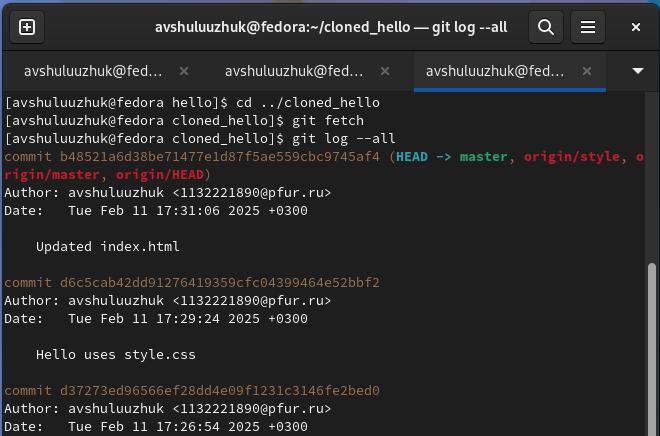 avshuluuzhuk@fedora:~/cloned_hello — git log --all
avshuluuzhuk@fed… avshuluuzhuk@fed… avshuluuzhuk@fed…
[avshuluuzhuk@fedora hello]$ cd ../cloned_hello
[avshuluuzhuk@fedora cloned_hello]$ git fetch
[avshuluuzhuk@fedora cloned_hello]$ git log --all
commit b48521a6d38be71477e1d87f5ae559cbc9745af4 (HEAD -> master, origin/style, o
rigin/master, origin/HEAD)
Author: avshuluuzhuk <1132221890@pfur.ru>
Date:   Tue Feb 11 17:31:06 2025 +0300
Updated index.html
commit d6c5cab42dd91276419359cfc04399464e52bbf2
Author: avshuluuzhuk <1132221890@pfur.ru>
Date:   Tue Feb 11 17:29:24 2025 +0300
Hello uses style.css
commit d37273ed96566ef28dd4e09f1231c3146fe2bed0
Author: avshuluuzhuk <1132221890@pfur.ru>
Date:   Tue Feb 11 17:26:54 2025 +0300